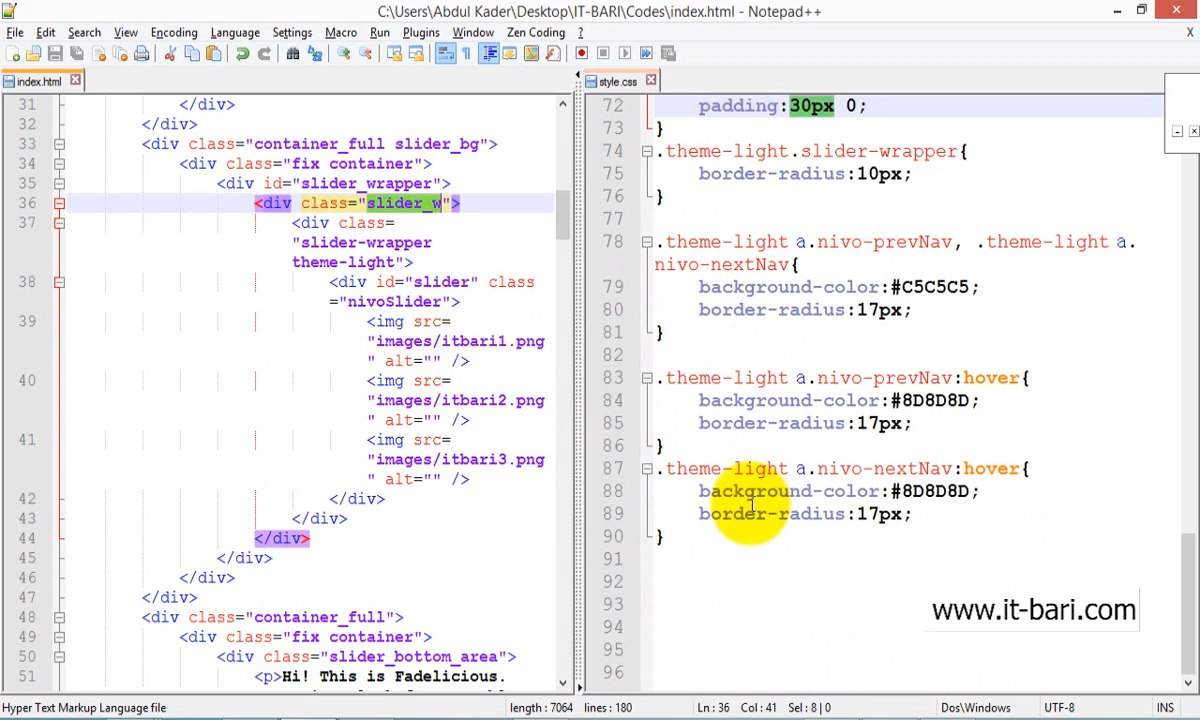 C:\Users\Abdul Kader\Desktop\IT-BARI\Codes\index.html - Notepad++
File Edit Search View Encoding Language Settings Macro Run Plugins Window Zen Coding ? X
index.html
31 </div>
32 </div>
33 <div class="container_full slider_bg">
34 <div class="fix container">
35 <div id="slider_wrapper">
36 <div class="slider_w">
37 <div class=
"slider-wrapper
theme-light">
38 <div id="slider" class
="nivoSlider">
39 <img src=
"images/itbari1.png
" alt="" />
40 <img src=
"images/itbari2.png
" alt="" />
41 <img src=
"images/itbari3.png
" alt="" />
42 </div>
43 </div>
44 </div>
45 </div>
46 </div>
47 </div>
48 <div class="container_full">
49 <div class="fix container">
50 <div class="slider_bottom_area">
51 <p>Hi! This is Fadelicious.
style.css
72 padding:30px 0;
73 }
74 .theme-light.slider-wrapper{
75 border-radius:10px;
76 }
77
78 .theme-light a.nivo-prevNav, .theme-light a.
nivo-nextNav{
79 background-color:#C5C5C5;
80 border-radius:17px;
81 }
82
83 .theme-light a.nivo-prevNav:hover{
84 background-color:#8D8D8D;
85 border-radius:17px;
86 }
87 .theme-light a.nivo-nextNav:hover{
88 background-color:#8D8D8D;
89 border-radius:17px;
90 }
91
92
93
94
95
96
www.it-bari.com
Hyper Text Markup Language file length : 7064 lines : 180 Ln : 36 Col : 41 Sel : 8 | 0 Dos\Windows UTF-8 INS